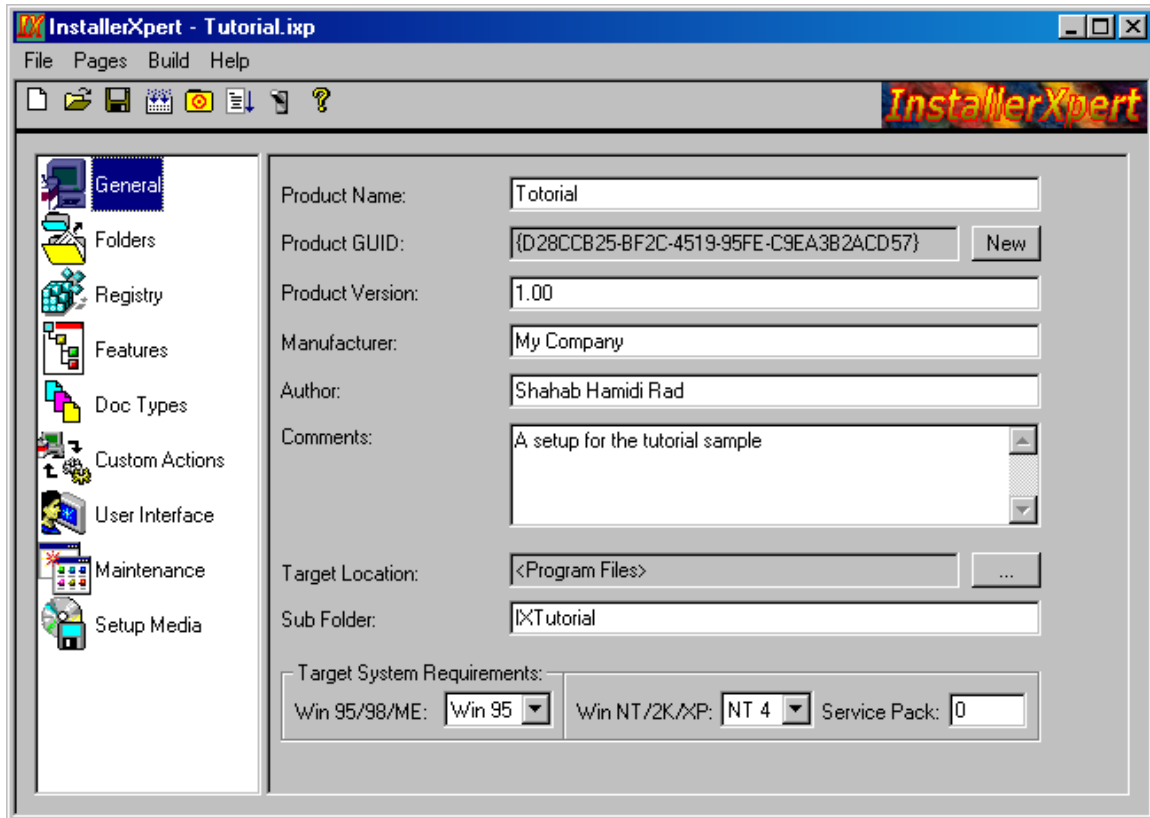 InstallerXpert - Tutorial.ixp
File Pages Build Help
InstallerXpert
General
Folders
Registry
Features
Doc Types
Custom Actions
User Interface
Maintenance
Setup Media
Product Name: Totorial
Product GUID: {D28CCB25-BF2C-4519-95FE-C9EA3B2ACD57} New
Product Version: 1.00
Manufacturer: My Company
Author: Shahab Hamidi Rad
Comments: A setup for the tutorial sample
Target Location: <Program Files> ...
Sub Folder: IXTutorial
Target System Requirements:
Win 95/98/ME: Win 95 Win NT/2K/XP: NT 4 Service Pack: 0